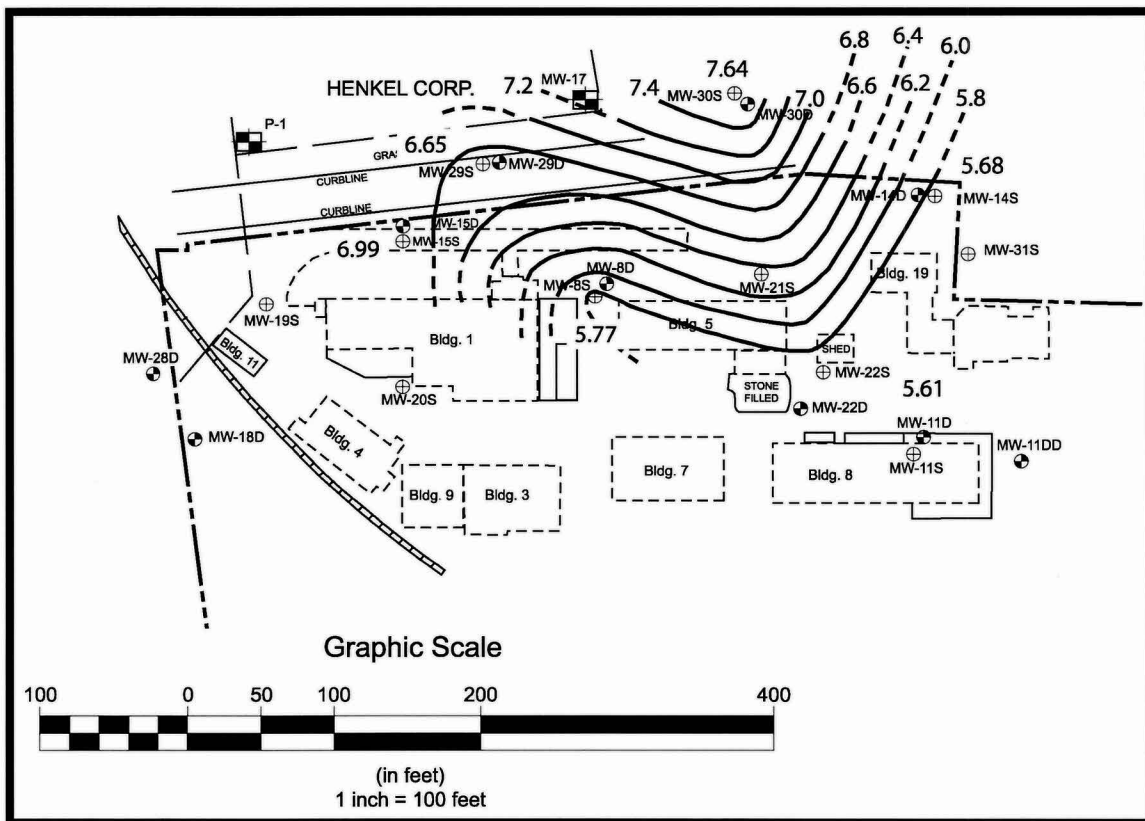 6.8
6.4
6.0
HENKEL CORP.
7.2
MW-17
7.4
7.64
MW-30S
MW-30D
7.0
6.6
6.2
5.8
P-1
6.65
GRA
CURBLINE
MW-29S
MW-29D
CURBLINE
5.68
MW-14D
MW-14S
MW-15D
MW-15S
6.99
MW-31S
MW-8D
MW-8S
MW-21S
Bldg. 19
MW-19S
Bldg. 1
5.77
Bldg. 5
Bldg. 11
SHED
MW-28D
MW-20S
STONE
FILLED
MW-22S
5.61
MW-22D
MW-18D
Bldg. 4
MW-11D
MW-11S
MW-11DD
Bldg. 9
Bldg. 3
Bldg. 7
Bldg. 8
Graphic Scale
100 0 50 100 200 400
(in feet)
1 inch = 100 feet